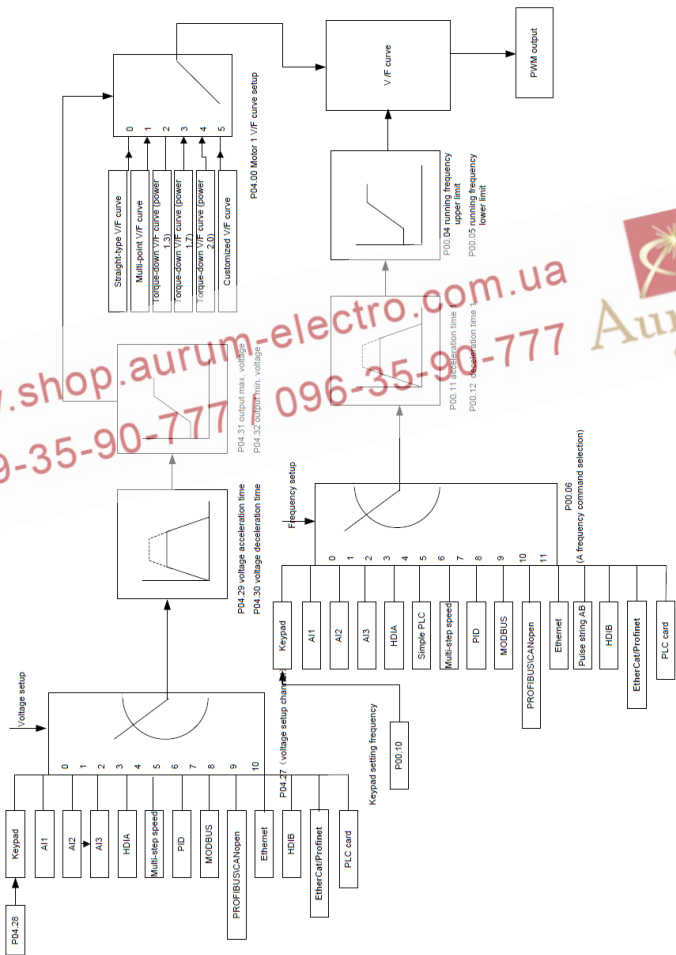 Voltage setup
P04.28
Keypad
AI1
AI2
AI3
HDIA
Multi-step speed
PID
MODBUS
PROFIBUS\CANopen
Ethernet
HDIB
EtherCat/Profinet
PLC card
0
1
2
3
4
5
6
7
8
9
10
P04.27 (voltage setup channel
P04.29 voltage acceleration time
P04.30 voltage deceleration time
P04.31 output max. voltage
P04.32 output min. voltage
Straight-type V/F curve
Multi-point V/F curve
Torque-down V/F curve (power
1.3)
Torque-down V/F curve (power
1.7)
Torque-down V/F curve (power
2.0)
Customized V/F curve
0
1
2
3
4
5
P04.00 Motor 1 V/F curve setup
Frequency setup
Keypad setting frequency
P00.10
Keypad
AI1
AI2
AI3
HDIA
Simple PLC
Multi-step speed
PID
MODBUS
PROFIBUS\CANopen
Ethernet
Pulse string AB
HDIB
EtherCat/Profinet
PLC card
0
1
2
3
4
5
6
7
8
9
10
11
P00.06
(A frequency command selection)
P00.11 acceleration time 1
P00.12 deceleration time 1
P00.04 running frequency
upper limit
P00.05 running frequency
lower limit
V /F curve
PWM output
.shop.aurum-electro.com.ua
9-35-90-777 096-35-90-777
Aur